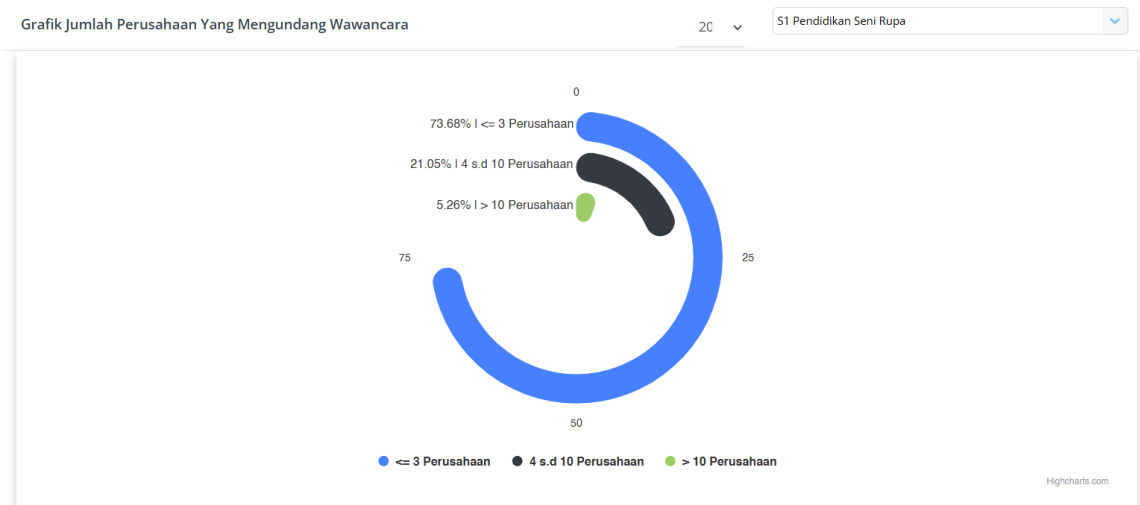 Grafik Jumlah Perusahaan Yang Mengundang Wawancara
20
S1 Pendidikan Seni Rupa
0
73.68% | <= 3 Perusahaan
21.05% | 4 s.d 10 Perusahaan
5.26% | > 10 Perusahaan
75
25
50
<= 3 Perusahaan
4 s.d 10 Perusahaan
> 10 Perusahaan
Highcharts.com